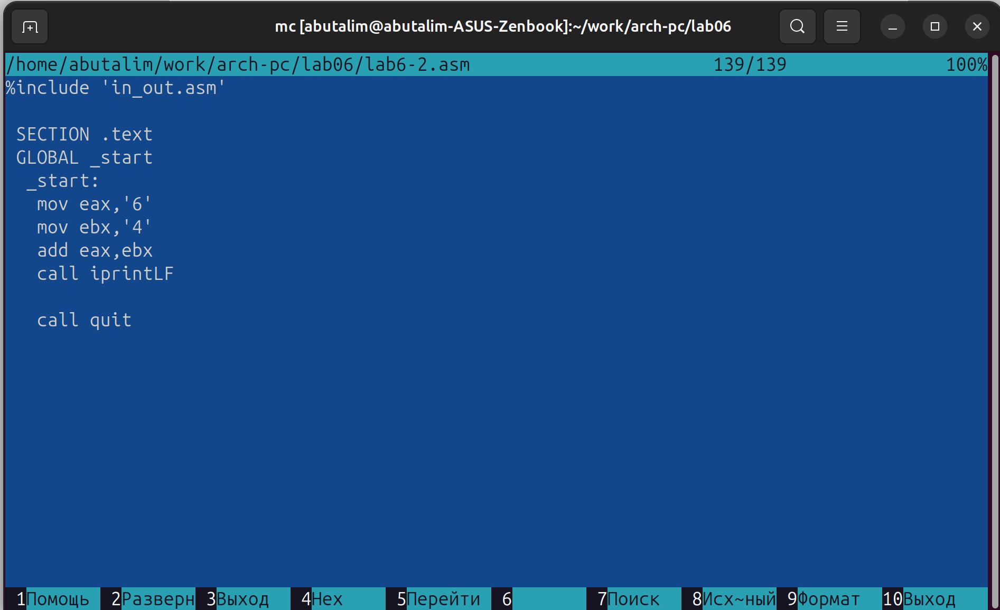 mc [abutalim@abutalim-ASUS-Zenbook]:~/work/arch-pc/lab06
/home/abutalim/work/arch-pc/lab06/lab6-2.asm 139/139 100%
%include 'in_out.asm'
SECTION .text
GLOBAL _start
_start:
mov eax,'6'
mov ebx,'4'
add eax,ebx
call iprintLF
call quit
1Помощь 2Разверн 3Выход 4Hex 5Перейти 6 7Поиск 8Исх~ный 9Формат 10Выход